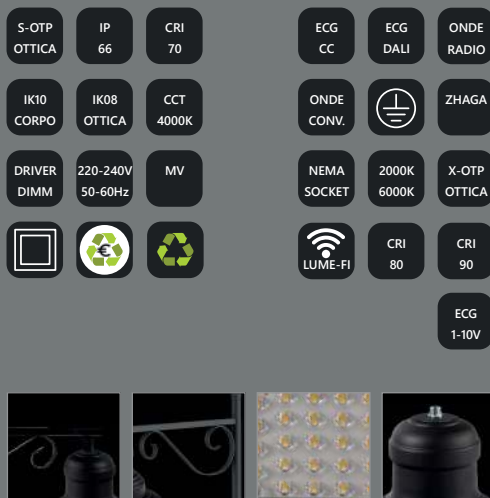 S-OTP
OTTICA
IP
66
CRI
70
ECG
CC
ECG
DALI
ONDE
RADIO
IK10
CORPO
IK08
OTTICA
CCT
4000K
ONDE
CONV.
ZHAGA
DRIVER
DIMM
220-240V
50-60Hz
MV
NEMA
SOCKET
2000K
6000K
X-OTP
OTTICA
€
LUME-FI
CRI
80
CRI
90
ECG
1-10V